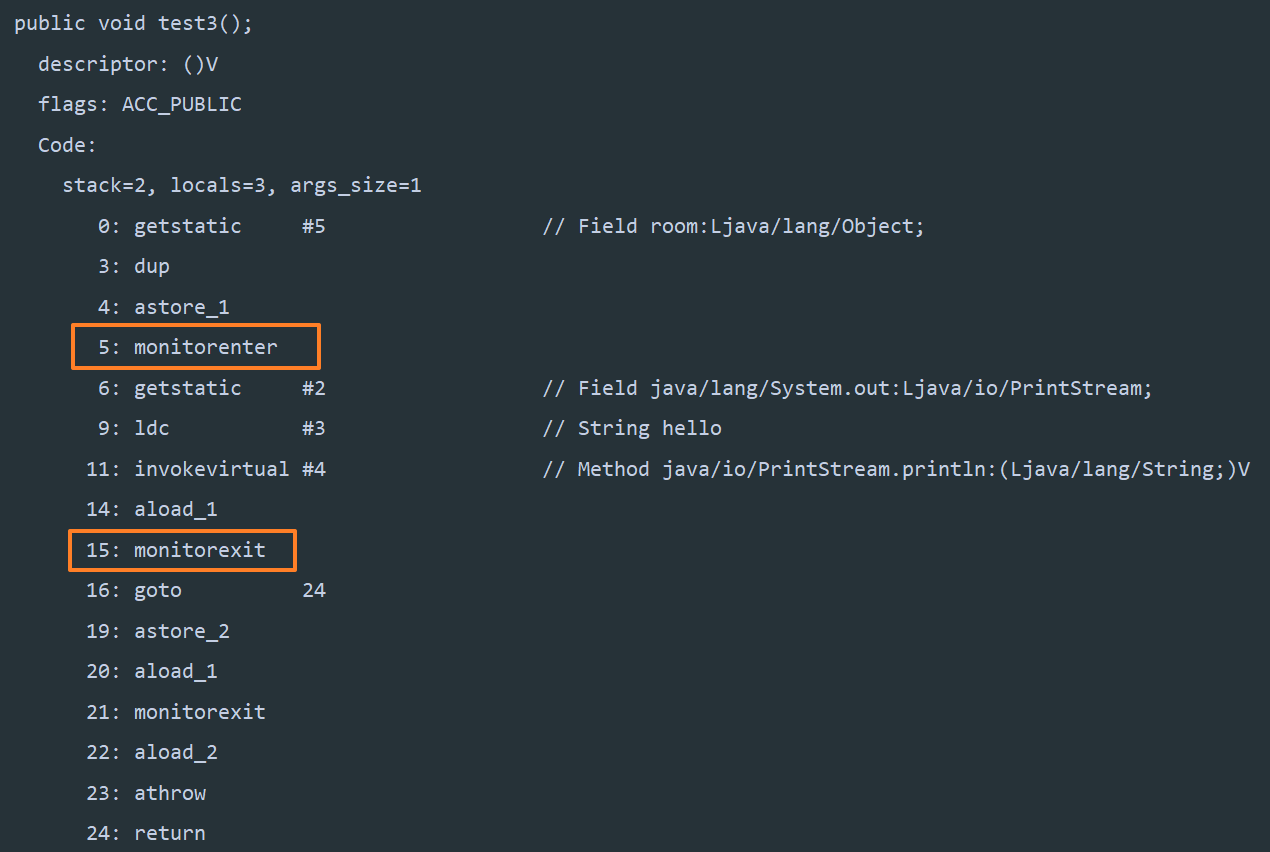 public void test3();
descriptor: ()V
flags: ACC_PUBLIC
Code:
stack=2, locals=3, args_size=1
0: getstatic #5 // Field room:Ljava/lang/Object;
3: dup
4: astore_1
5: monitorenter
6: getstatic #2 // Field java/lang/System.out:Ljava/io/PrintStream;
9: ldc #3 // String hello
11: invokevirtual #4 // Method java/io/PrintStream.println:(Ljava/lang/String;)V
14: aload_1
15: monitorexit
16: goto 24
19: astore_2
20: aload_1
21: monitorexit
22: aload_2
23: athrow
24: return